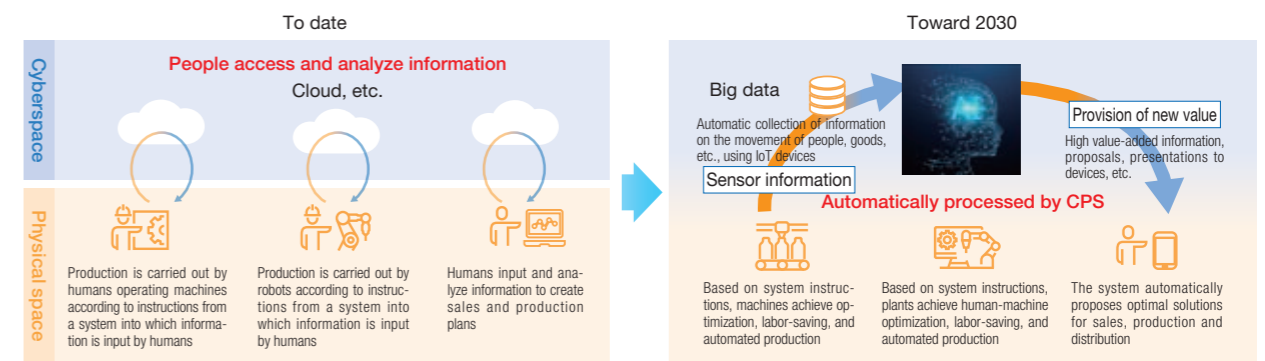 To date
Cyberspace
People access and analyze information
Cloud, etc.
Physical space
Production is carried out by
humans operating machines
according to instructions from
a system into which informa-
tion is input by humans
Production is carried out by
robots according to instruc-
tions from a system into
which information is input
by humans
Humans input and ana-
lyze information to create
sales and production
plans
Toward 2030
Big data
Automatic collection of information
on the movement of people, goods,
etc., using IoT devices
Sensor information
AI
Provision of new value
High value-added information,
proposals, presentations to
devices, etc.
Automatically processed by CPS
Based on system instruc-
tions, machines achieve op-
timization, labor-saving, and
automated production
Based on system instructions,
plants achieve human-machine
optimization, labor-saving, and
automated production
The system automatically
proposes optimal solutions
for sales, production and
distribution